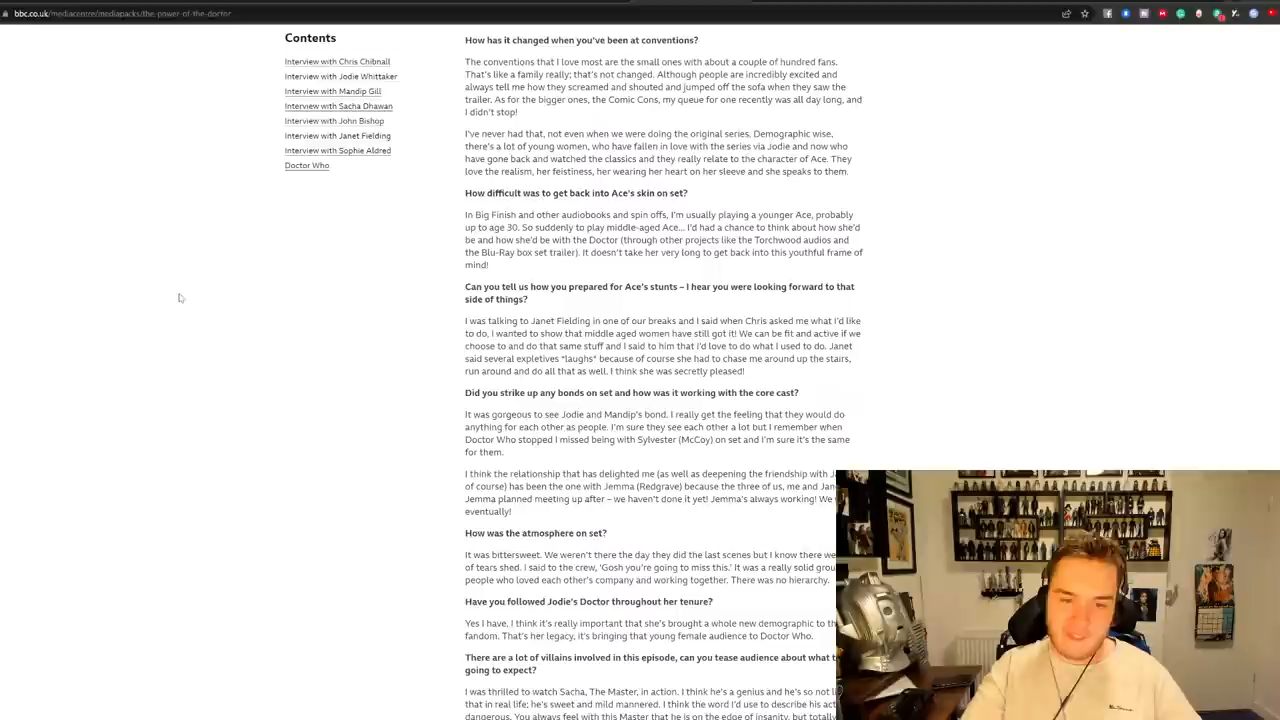 bbc.co.uk/mediacentre/mediapacks/the-power-of-the-doctor
Contents
Interview with Chris Chibnall
Interview with Jodie Whittaker
Interview with Mandip Gill
Interview with Sacha Dhawan
Interview with John Bishop
Interview with Janet Fielding
Interview with Sophie Aldred
Doctor Who
How has it changed when you've been at conventions?
The conventions that I love most are the small ones with about a couple of hundred fans.
That's like a family really; that's not changed. Although people are incredibly excited and
always tell me how they screamed and shouted and jumped off the sofa when they saw the
trailer. As for the bigger ones, the Comic Cons, my queue for one recently was all day long, and
I didn't stop!
I've never had that, not even when we were doing the original series. Demographic wise,
there's a lot of young women, who have fallen in love with the series via Jodie and now who
have gone back and watched the classics and they really relate to the character of Ace. They
love the realism, her feistiness, her wearing her heart on her sleeve and she speaks to them.
How difficult was to get back into Ace's skin on set?
In Big Finish and other audiobooks and spin offs, I'm usually playing a younger Ace, probably
up to age 30. So suddenly to play middle-aged Ace... I'd had a chance to think about how she'd
be and how she'd be with the Doctor (through other projects like the Torchwood audios and
the Blu-Ray box set trailer). It doesn't take her very long to get back into this youthful frame of
mind!
Can you tell us how you prepared for Ace's stunts – I hear you were looking forward to that
side of things?
I was talking to Janet Fielding in one of our breaks and I said when Chris asked me what I'd like
to do, I wanted to show that middle aged women have still got it! We can be fit and active if we
choose to and do that same stuff and I said to him that I'd love to do what I used to do. Janet
said several expletives *laughs* because of course she had to chase me around up the stairs,
run around and do all that as well. I think she was secretly pleased!
Did you strike up any bonds on set and how was it working with the core cast?
It was gorgeous to see Jodie and Mandip's bond. I really get the feeling that they would do
anything for each other as people. I'm sure they see each other a lot but I remember when
Doctor Who stopped I missed being with Sylvester (McCoy) on set and I'm sure it's the same
for them.
I think the relationship that has delighted me (as well as deepening the friendship with
of course) has been the one with Jemma (Redgrave) because the three of us, me and
Jemma planned meeting up after – we haven't done it yet! Jemma's always working! We
eventually!
How was the atmosphere on set?
It was bittersweet. We weren't there the day they did the last scenes but I know there
of tears shed. I said to the crew, 'Gosh you're going to miss this.' It was a really solid
people who loved each other's company and working together. There was no hierarchy.
Have you followed Jodie's Doctor throughout her tenure?
Yes I have, I think it's really important that she's brought a whole new demographic to
fandom. That's her legacy, it's bringing that young female audience to Doctor Who.
There are a lot of villains involved in this episode, can you tease audience about what
going to expect?
I was thrilled to watch Sacha, The Master, in action. I think he's a genius and he's so not
that in real life; he's sweet and mild mannered. I think the word I'd use to describe his
dangerous. You always feel with this Master that he is on the edge of insanity, but totally